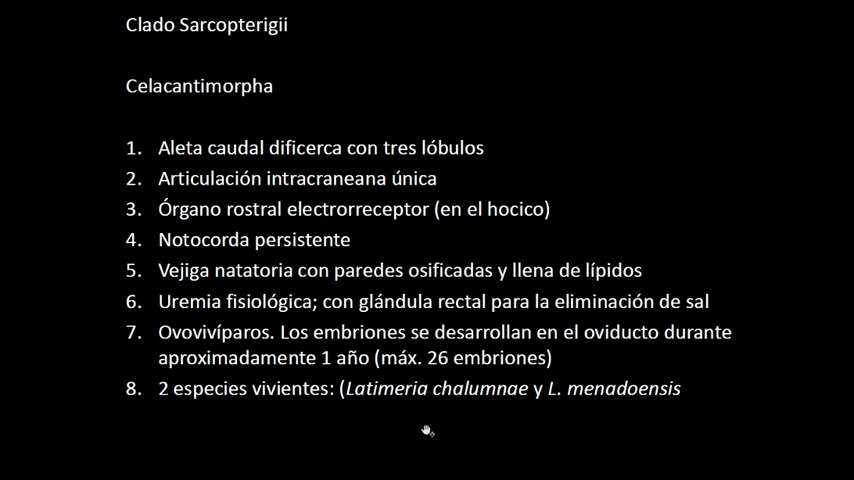 Clado Sarcopterigii
Celacantimorpha
1. Aleta caudal dificerca con tres lóbulos
2. Articulación intracraneana única
3. Órgano rostral electrorreceptor (en el hocico)
4. Notocorda persistente
5. Vejiga natatoria con paredes osificadas y llena de lípidos
6. Uremia fisiológica; con glándula rectal para la eliminación de sal
7. Ovovivíparos. Los embriones se desarrollan en el oviducto durante
aproximadamente 1 año (máx. 26 embriones)
8. 2 especies vivientes: (Latimeria chalumnae y L. menadoensis